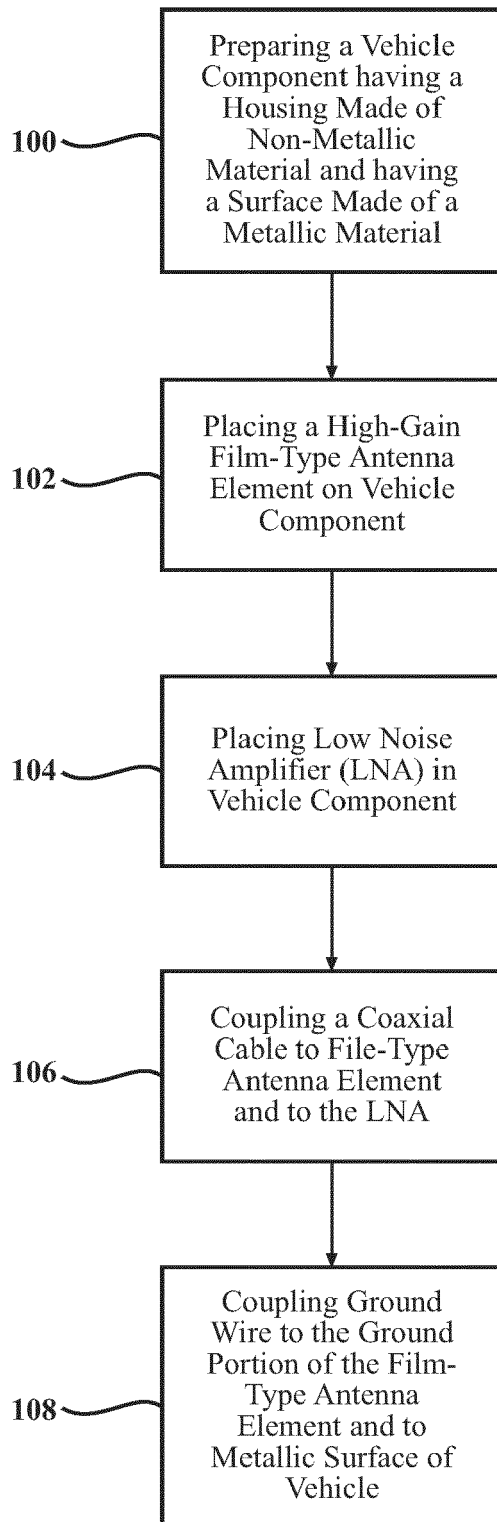 Preparing a Vehicle
Component having a
Housing Made of
Non-Metallic
Material and having
a Surface Made of a
Metallic Material
100
Placing a High-Gain
Film-Type Antenna
Element on Vehicle
Component
102
Placing Low Noise
Amplifier (LNA) in
Vehicle Component
104
Coupling a Coaxial
Cable to File-Type
Antenna Element
and to the LNA
106
Coupling Ground
Wire to the Ground
Portion of the Film-
Type Antenna
Element and to
Metallic Surface of
Vehicle
108